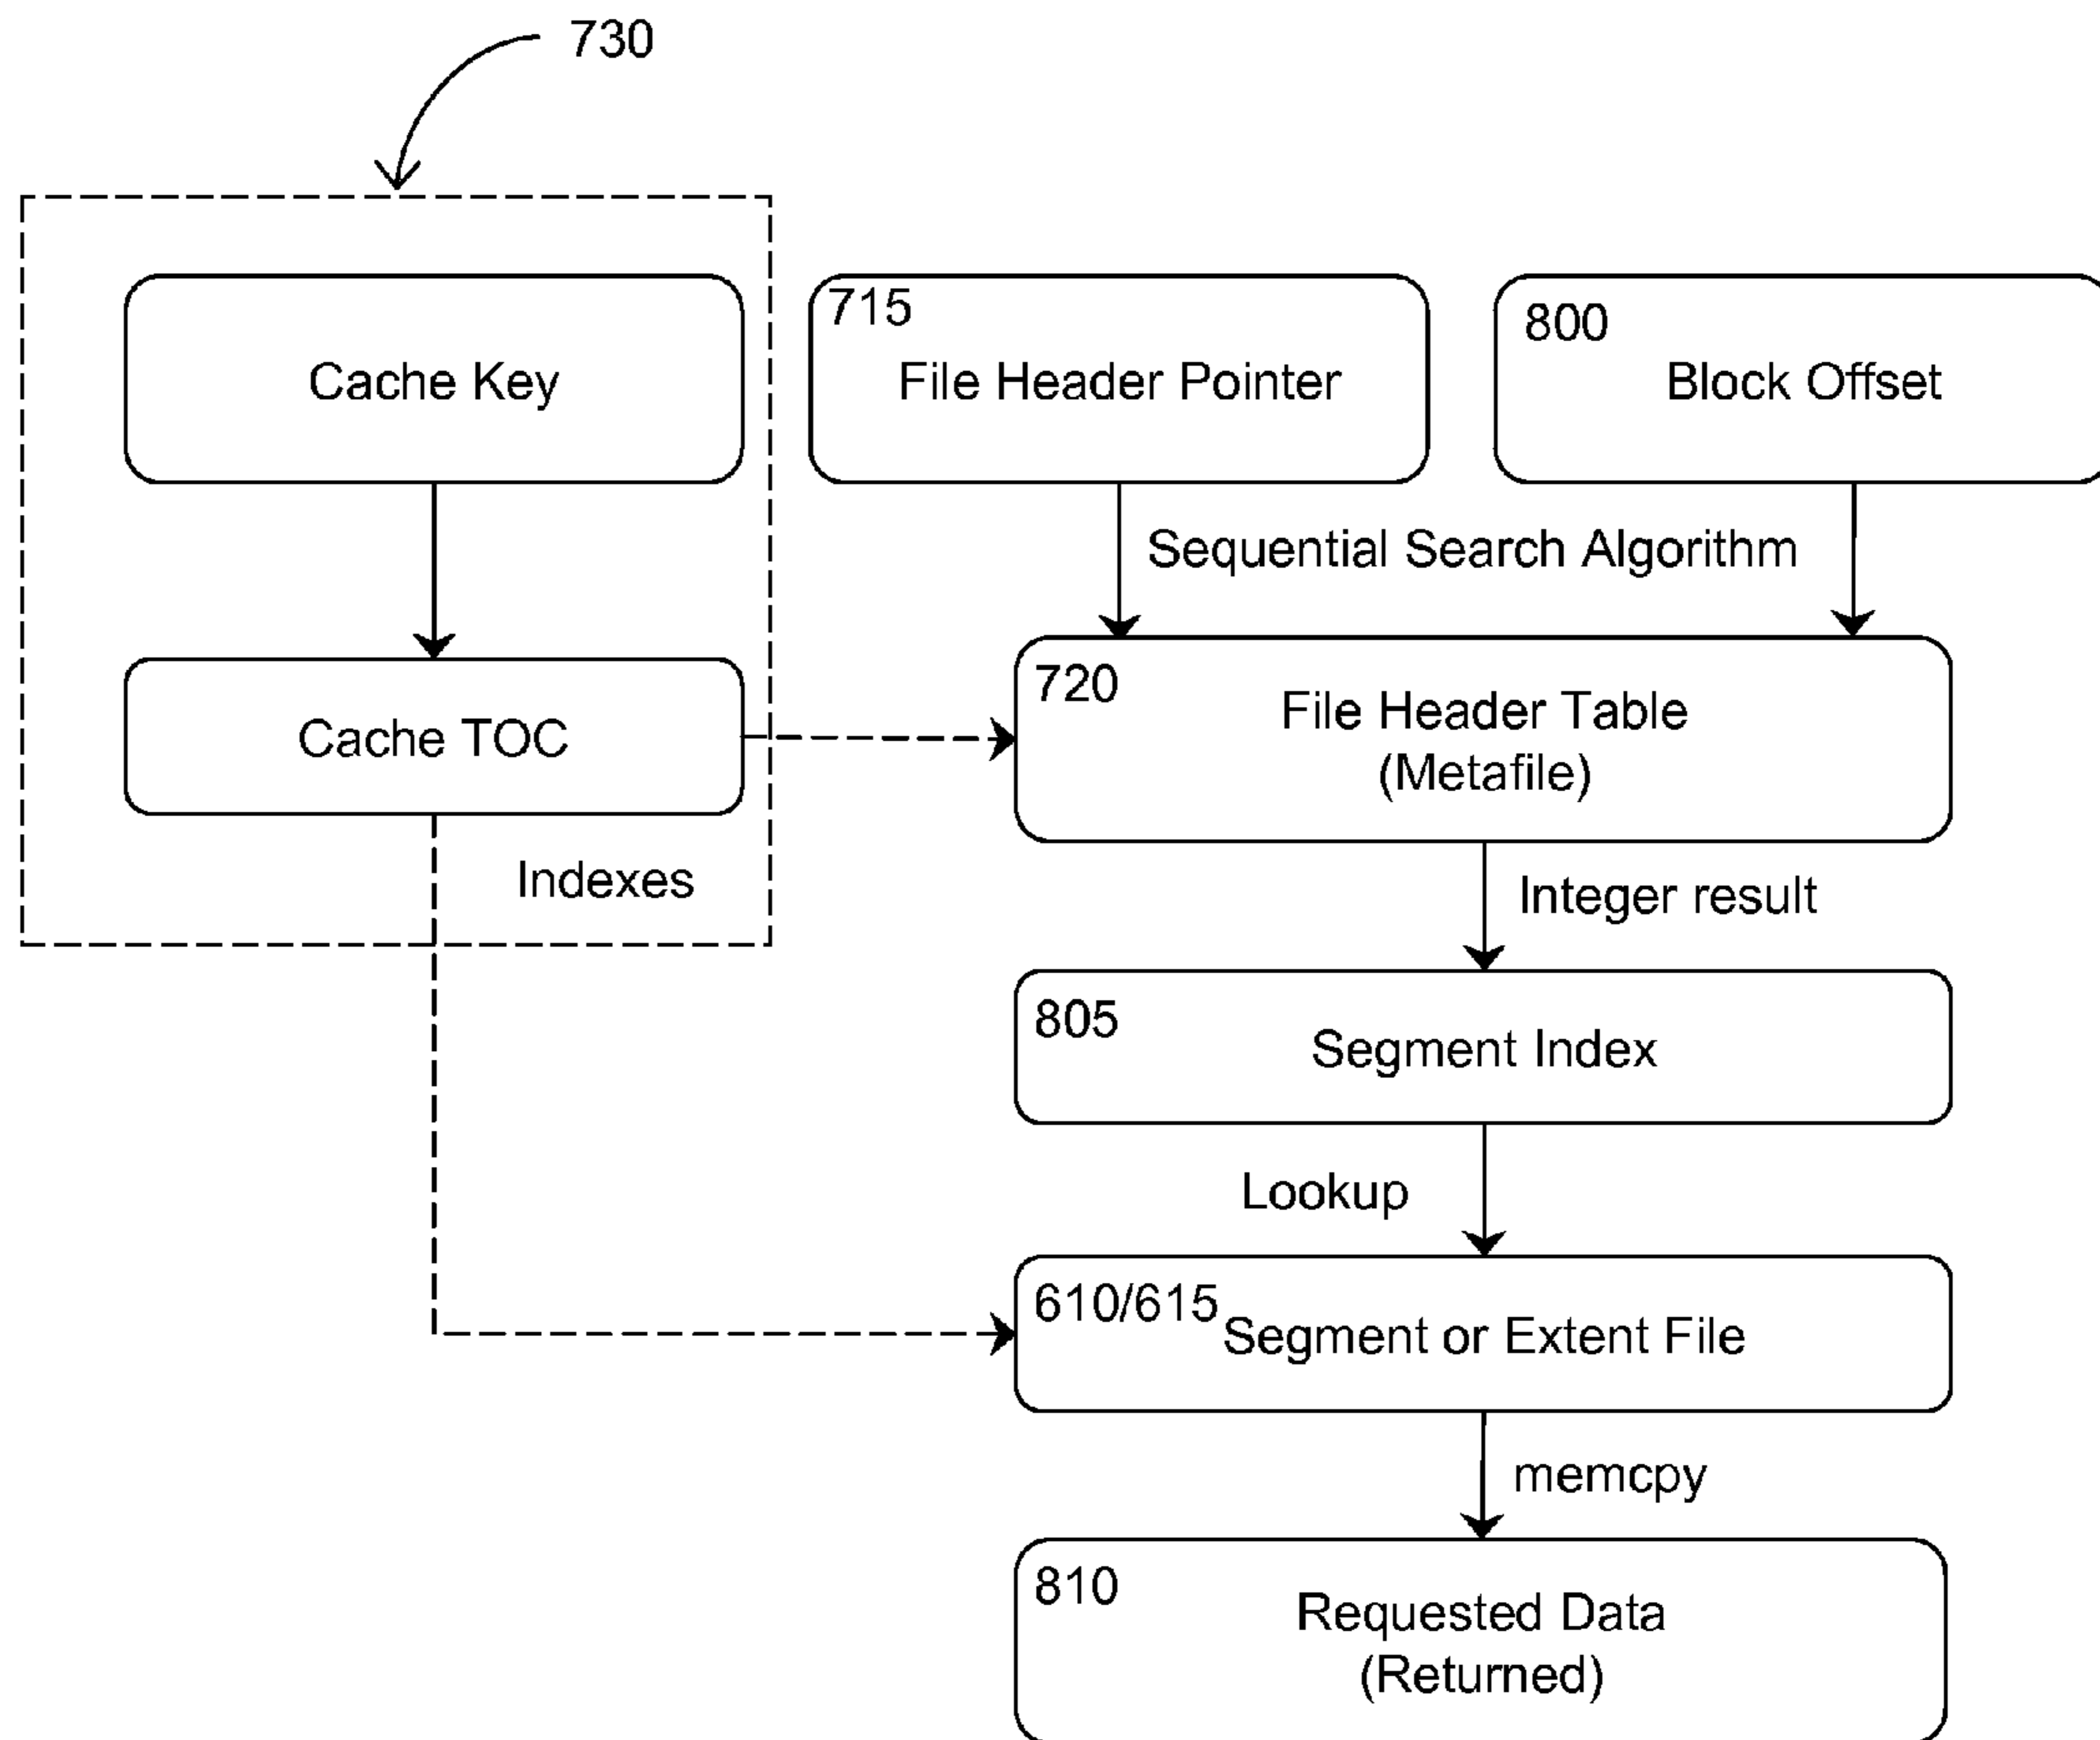 730
Cache Key
715
File Header Pointer
800
Block Offset
Sequential Search Algorithm
Cache TOC
720
File Header Table
(Metafile)
Indexes
Integer result
805
Segment Index
Lookup
610/615
Segment or Extent File
memcpy
810
Requested Data
(Returned)